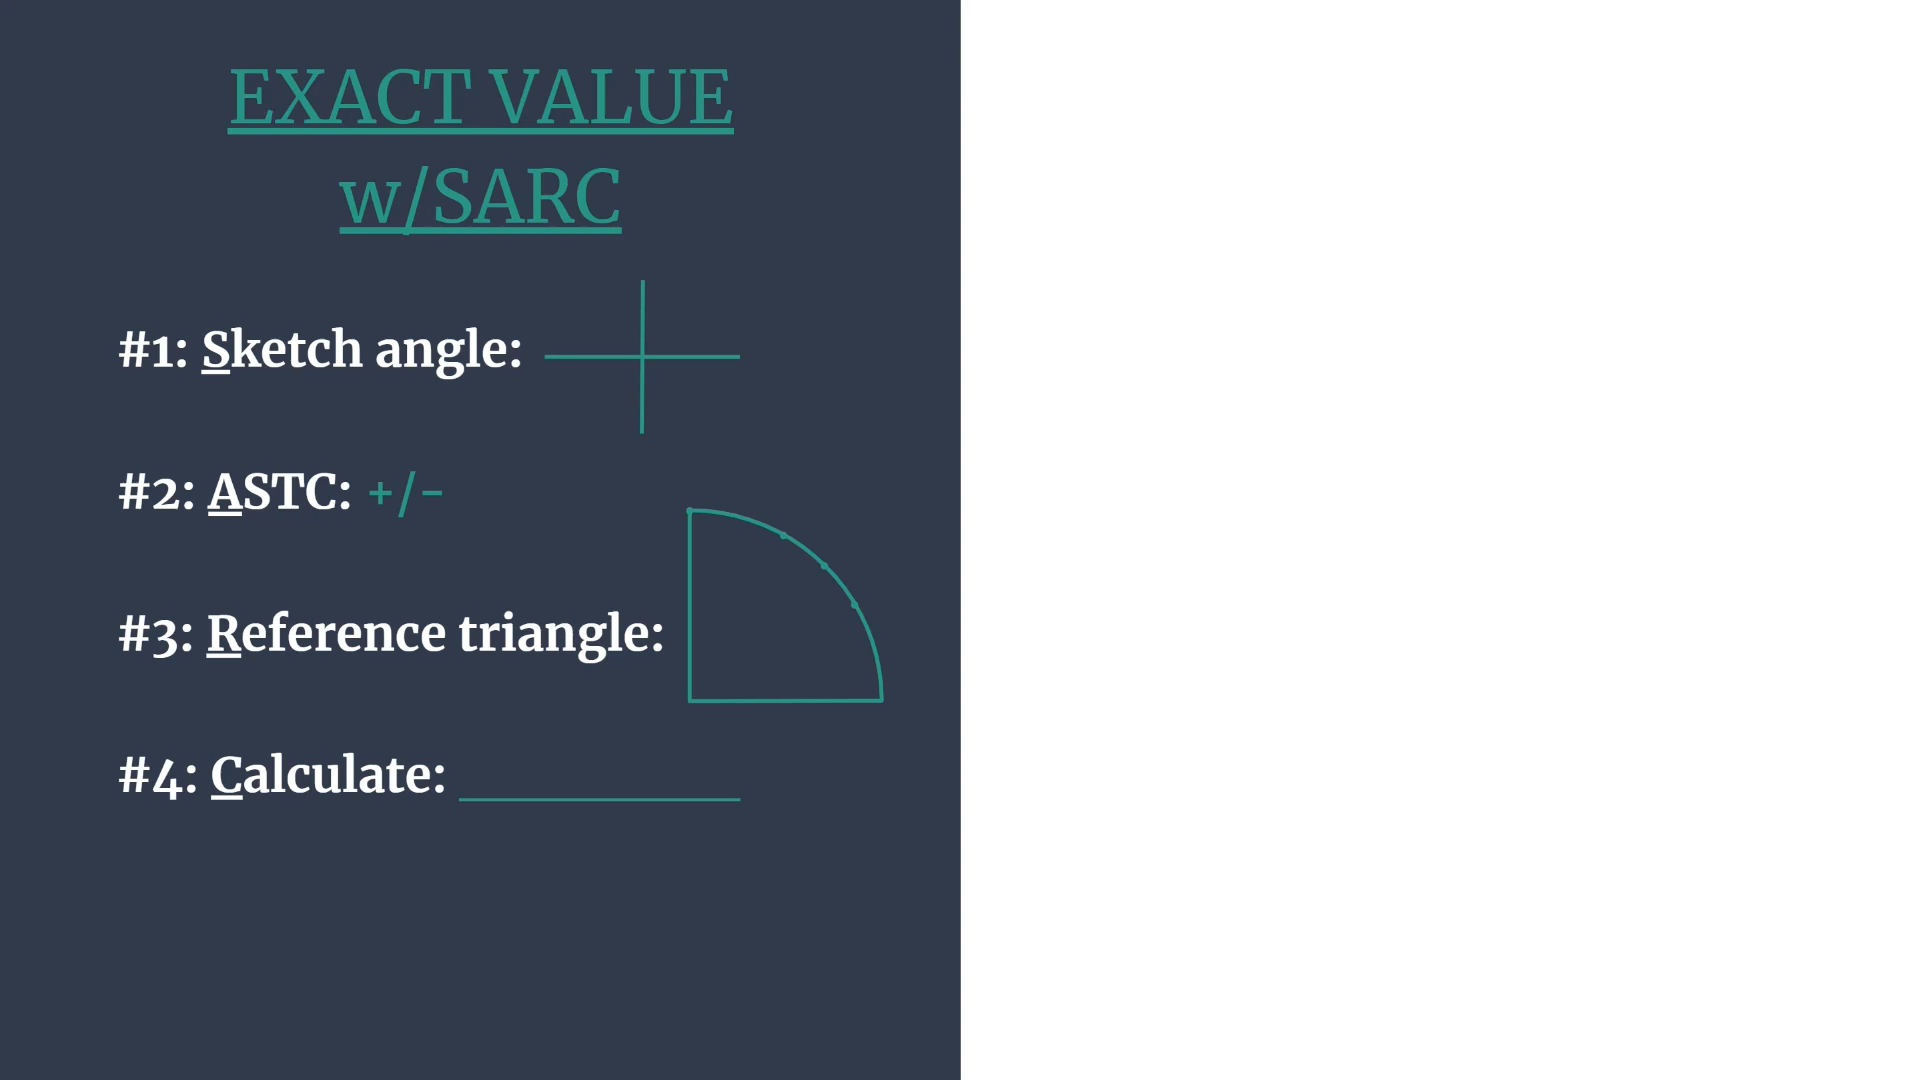 EXACT VALUE
w/SARC
#1: Sketch angle:
#2: ASTC: +/-
#3: Reference triangle:
#4: Calculate: